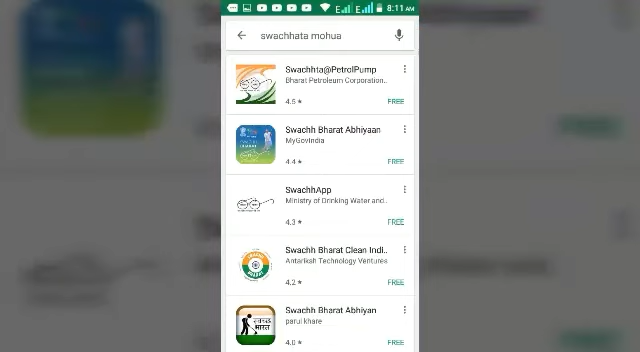 8:11 AM
swachhata mohua
Swachhta@PetrolPump
Bharat Petroleum Corporation..
4.5 ★
FREE
Swachh Bharat Abhiyaan
MyGovIndia
4.4 ★
FREE
SwachhApp
Ministry of Drinking Water and..
4.3 ★
FREE
Swachh Bharat Clean Indi..
Antariksh Technology Ventures
4.2 ★
FREE
Swachh Bharat Abhiyan
parul khare
4.0 ★
FREE